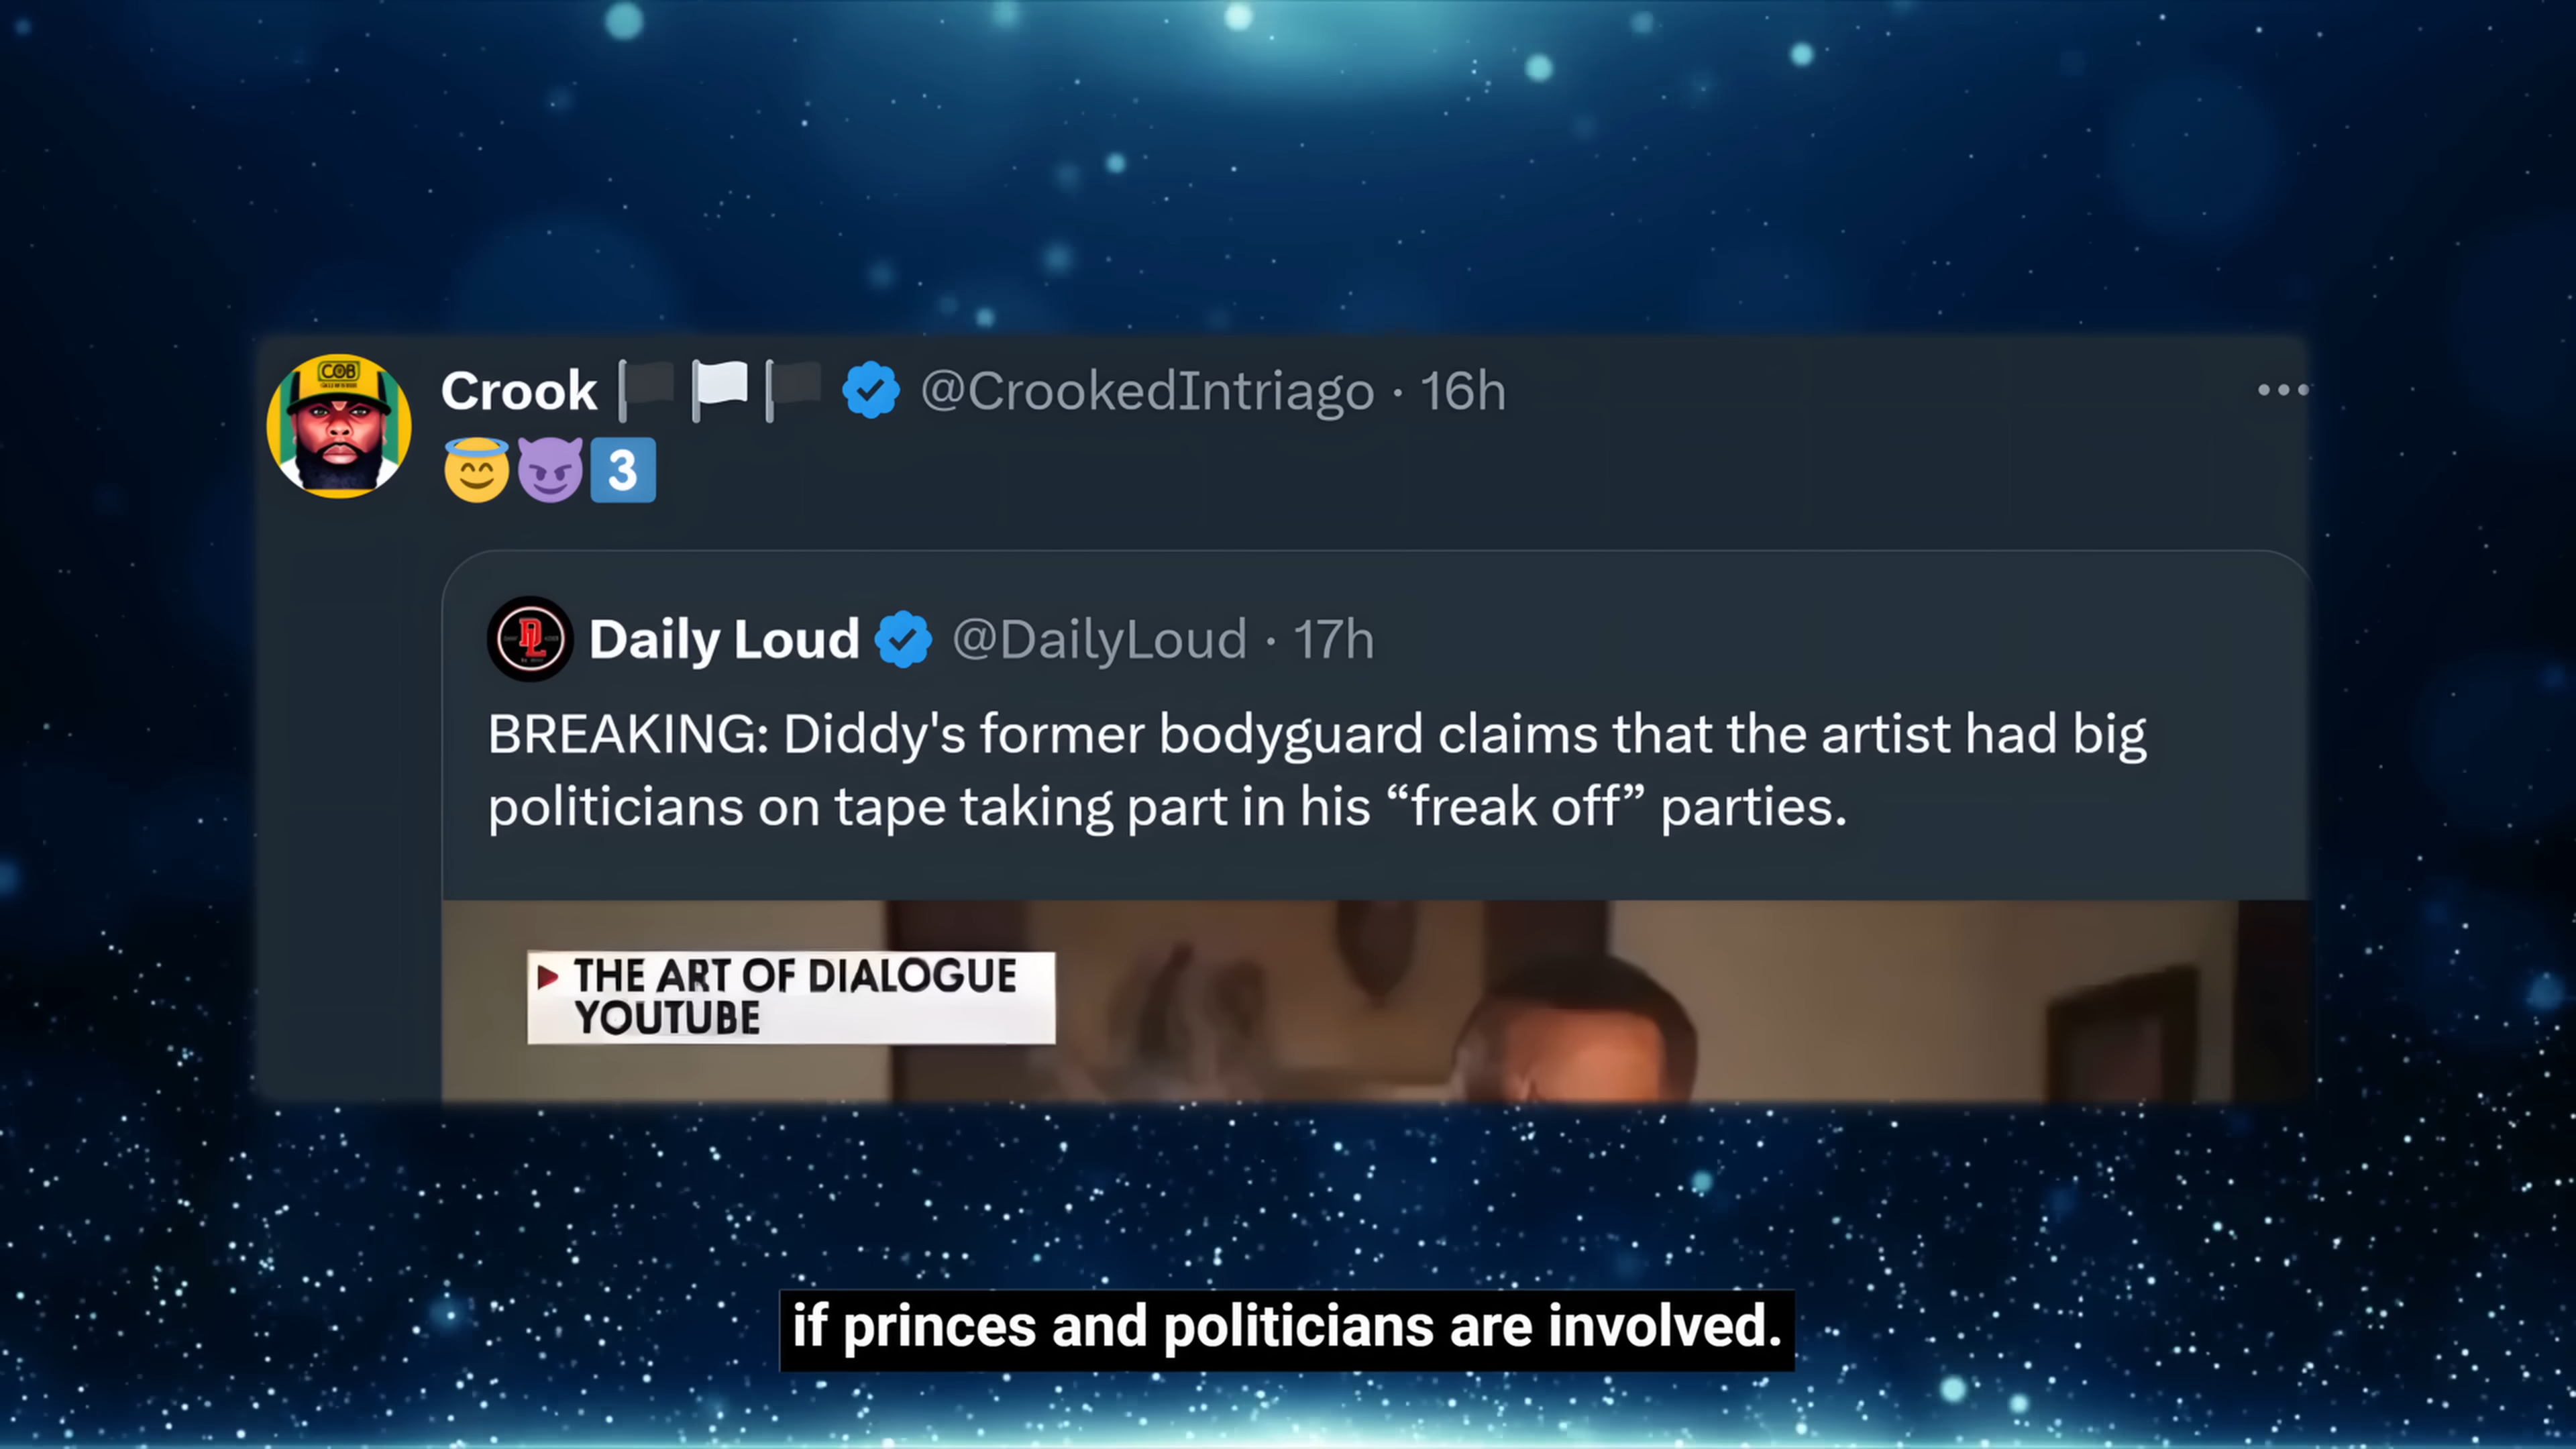 COB
Crook 🏴🏳️🏴 @CrookedIntriago · 16h
😇😈3️⃣
DL
Daily Loud @DailyLoud · 17h
BREAKING: Diddy's former bodyguard claims that the artist had big
politicians on tape taking part in his “freak off” parties.
THE ART OF DIALOGUE
YOUTUBE
if princes and politicians are involved.